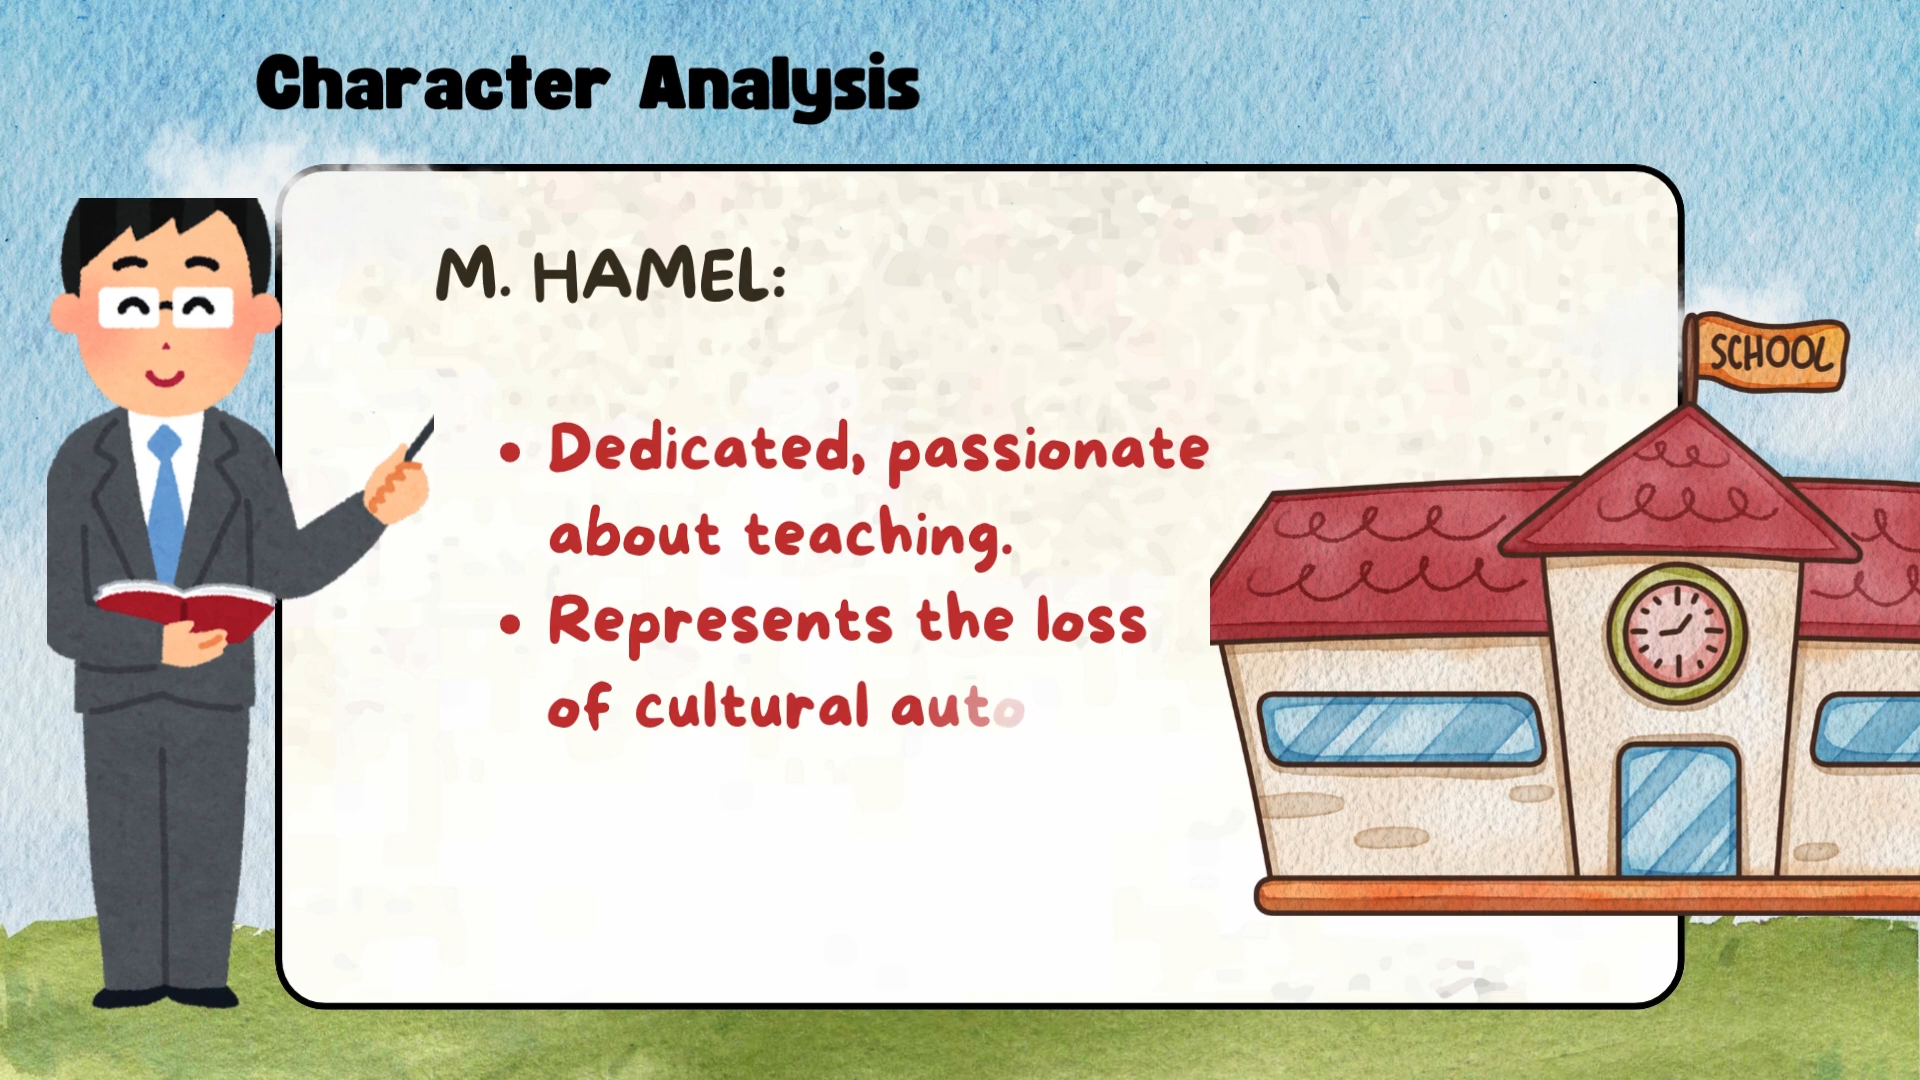 Character Analysis
M. HAMEL:
SCHOOL
• Dedicated, passionate
about teaching.
• Represents the loss
of cultural auto